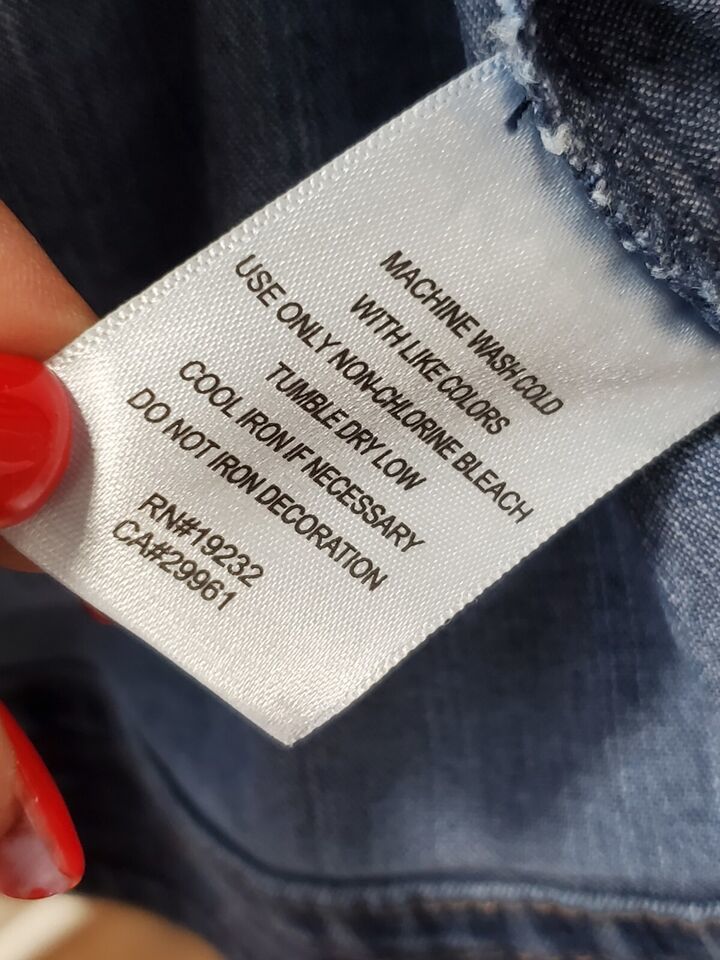 MACHINE WASH COLD
WITH LIKE COLORS
USE ONLY NON-CHLORINE BLEACH
TUMBLE DRY LOW
COOL IRON IF NECESSARY
DO NOT IRON DECORATION
RN#19232
CA#29961